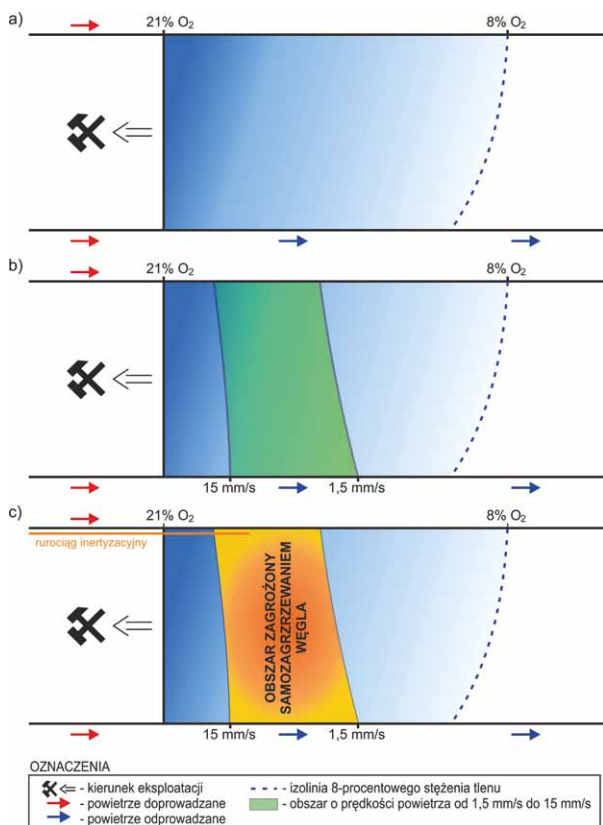 a)
21% O₂
8% O₂
b)
21% O₂
8% O₂
15 mm/s
1,5 mm/s
c)
21% O₂
8% O₂
rurociąg inertyzacyjny
OBSZAR ZAGROŻONY
SAMOZAGRZRZEWANIEM
WĘGLA
15 mm/s
1,5 mm/s
OZNACZENIA
- kierunek eksploatacji
- izolinia 8-procentowego stężenia tlenu
- powietrze doprowadzane
- obszar o prędkości powietrza od 1,5 mm/s do 15 mm/s
- powietrze odprowadzane